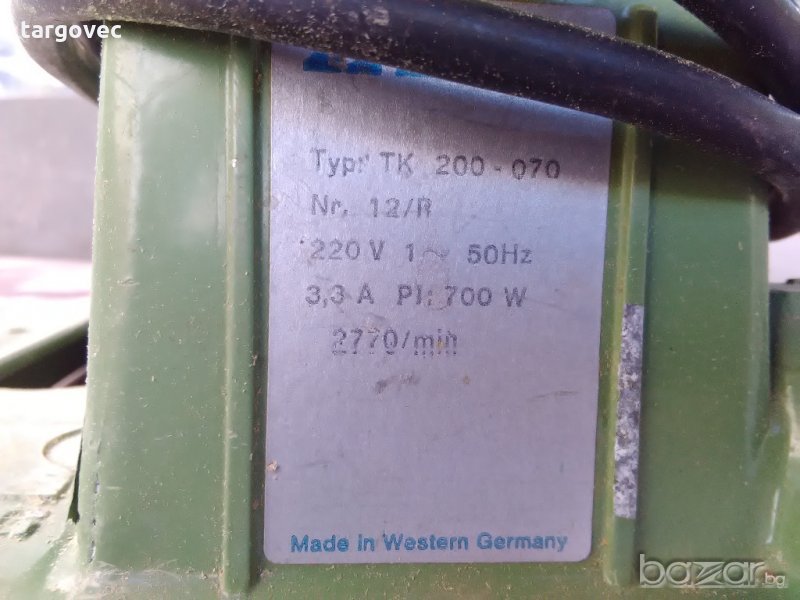 targovec
Typ: TK 200-070
Nr. 12/R
220 V 1~ 50Hz
3,3 A P1: 700 W
2770/min
Made in Western Germany
bazar.bg